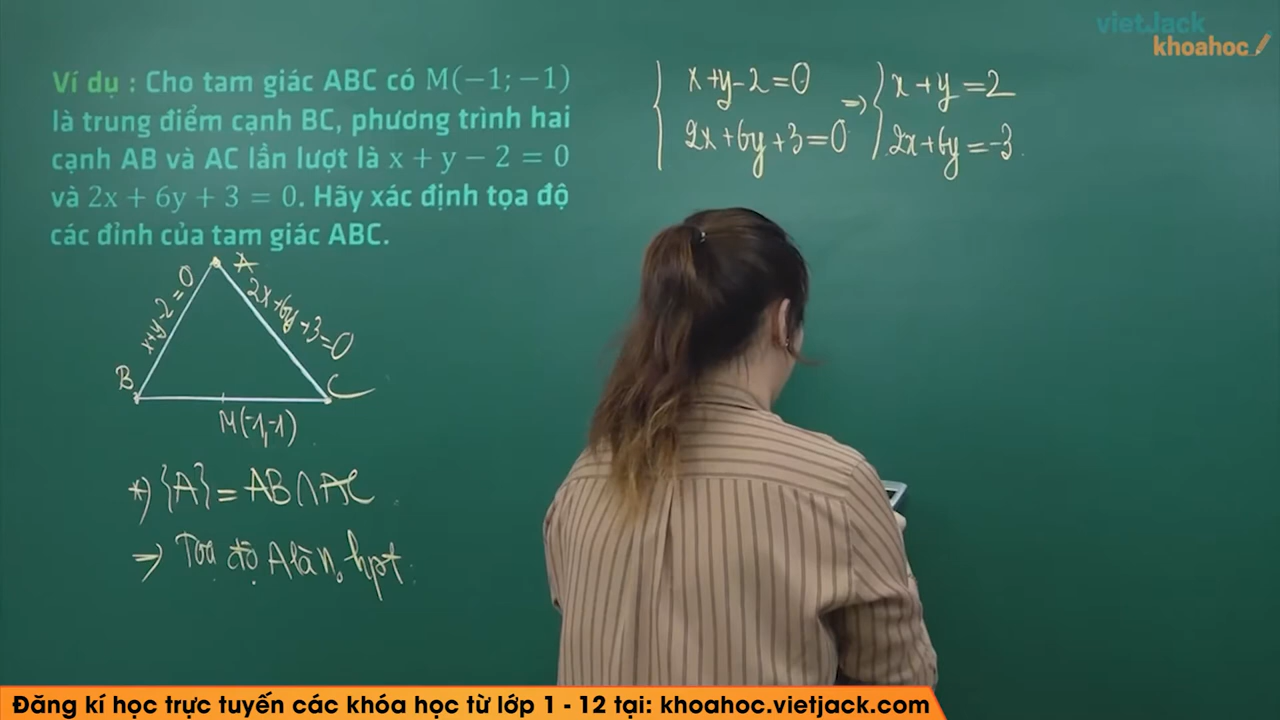 vietJack
khoahoc
Ví dụ : Cho tam giác ABC có M(−1; −1)
là trung điểm cạnh BC, phương trình hai
cạnh AB và AC lần lượt là x + y − 2 = 0
và 2x + 6y + 3 = 0. Hãy xác định tọa độ
các đỉnh của tam giác ABC.
x+y-2=0
2x+6y+3=0
=> x+y=2
2x+6y=-3
A
x+y-2=0
2x+6y+3=0
B
C
M(-1,-1)
*) {A} = AB ∩ AC
=> Toạ độ A là n0 hpt
Đăng kí học trực tuyến các khóa học từ lớp 1 - 12 tại: khoahoc.vietjack.com